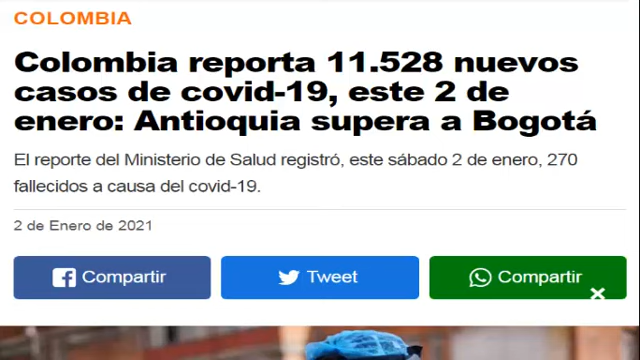 COLOMBIA
Colombia reporta 11.528 nuevos
casos de covid-19, este 2 de
enero: Antioquia supera a Bogotá
El reporte del Ministerio de Salud registró, este sábado 2 de enero, 270
fallecidos a causa del covid-19.
2 de Enero de 2021
Compartir Tweet Compartir